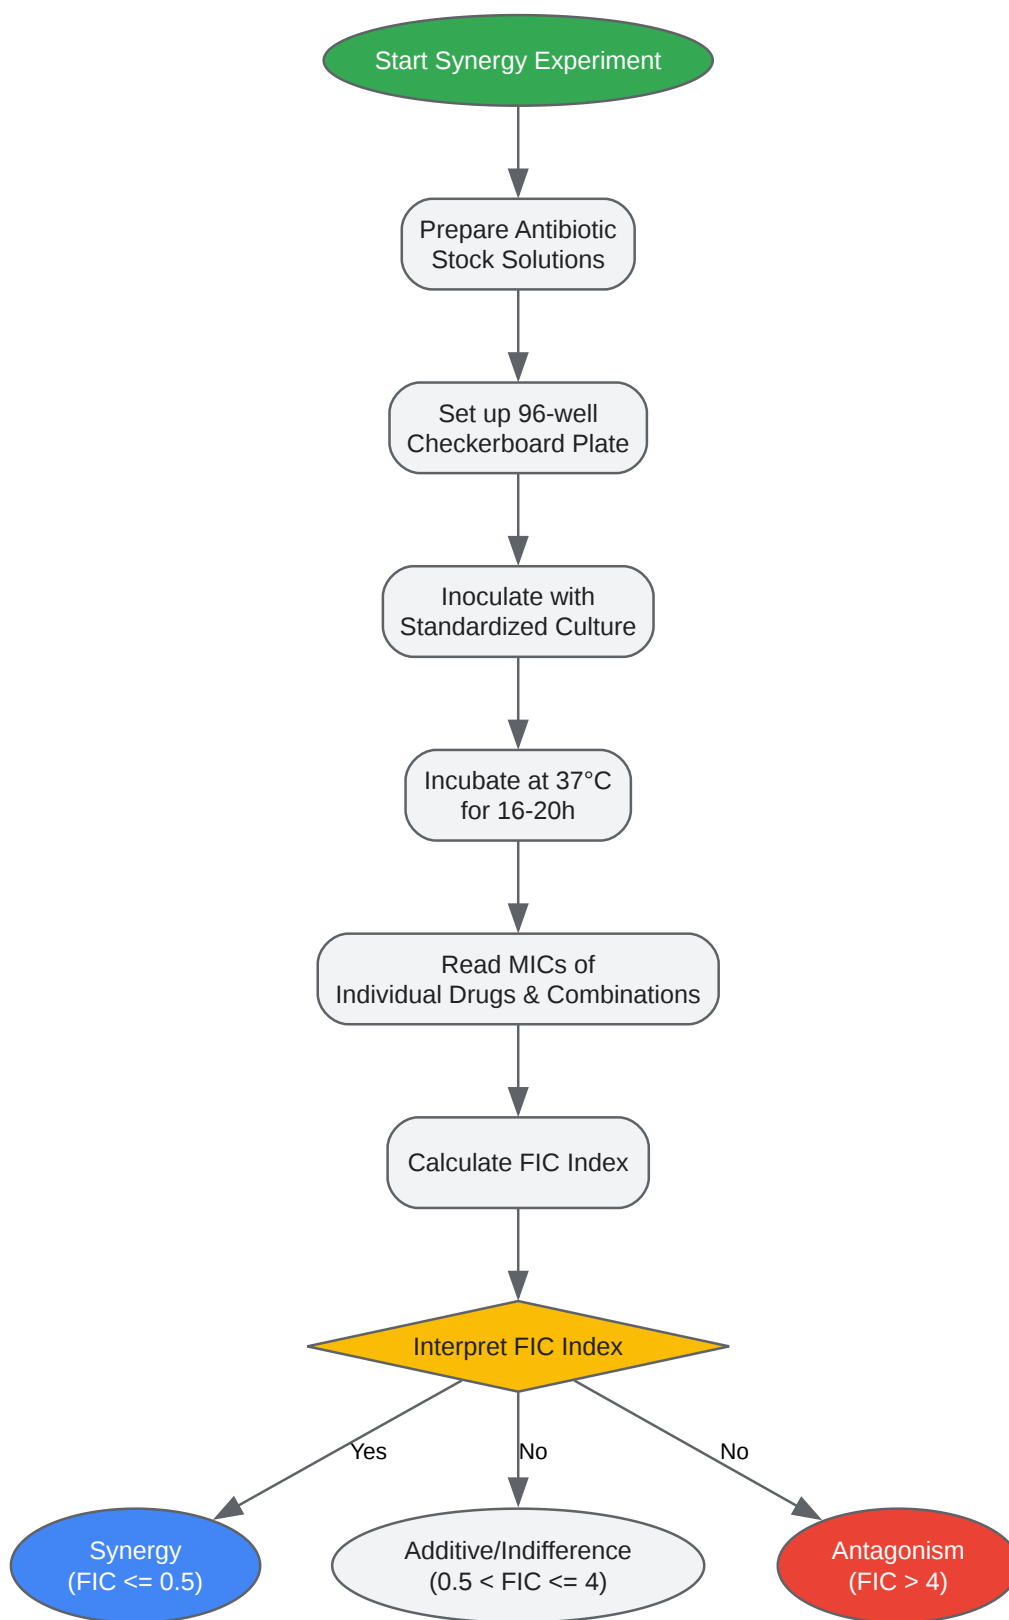 Start Synergy Experiment
Prepare Antibiotic
Stock Solutions
Set up 96-well
Checkerboard Plate
Inoculate with
Standardized Culture
Incubate at 37°C
for 16-20h
Read MICs of
Individual Drugs & Combinations
Calculate FIC Index
Interpret FIC Index
Yes
No
No
Synergy
(FIC <= 0.5)
Additive/Indifference
(0.5 < FIC <= 4)
Antagonism
(FIC > 4)